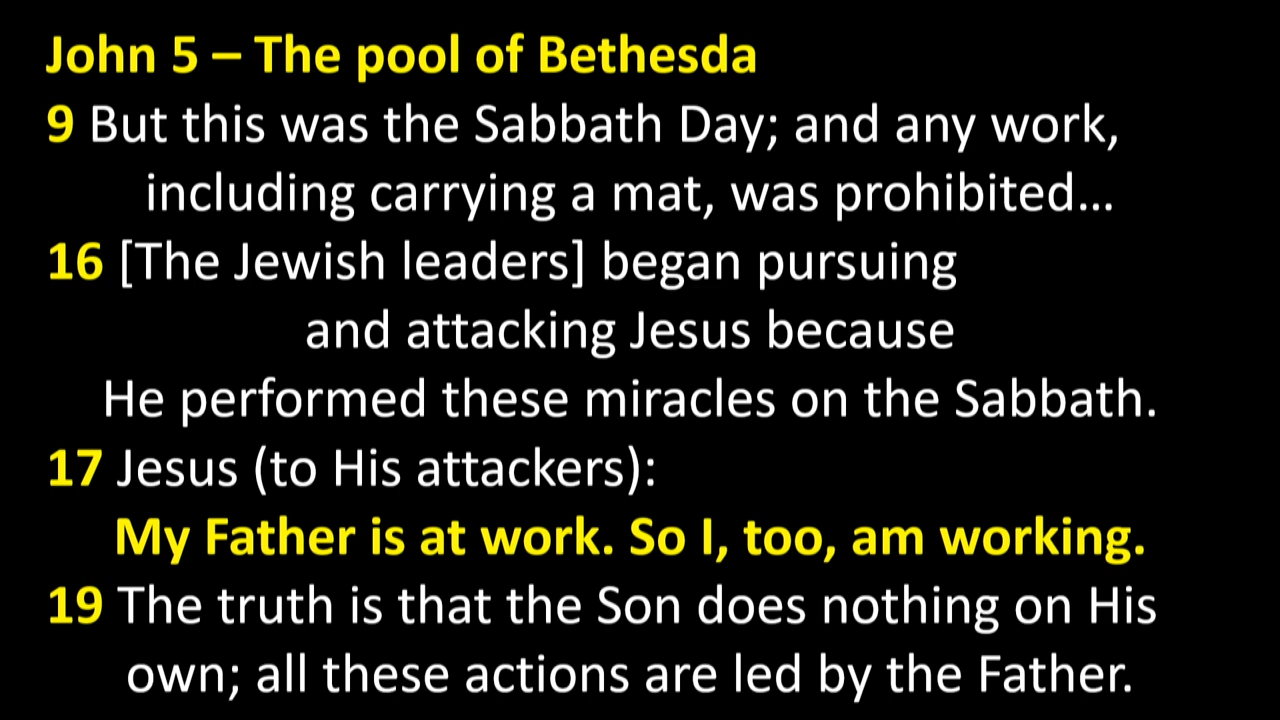 John 5 – The pool of Bethesda
9 But this was the Sabbath Day; and any work,
including carrying a mat, was prohibited...
16 [The Jewish leaders] began pursuing
and attacking Jesus because
He performed these miracles on the Sabbath.
17 Jesus (to His attackers):
My Father is at work. So I, too, am working.
19 The truth is that the Son does nothing on His
own; all these actions are led by the Father.